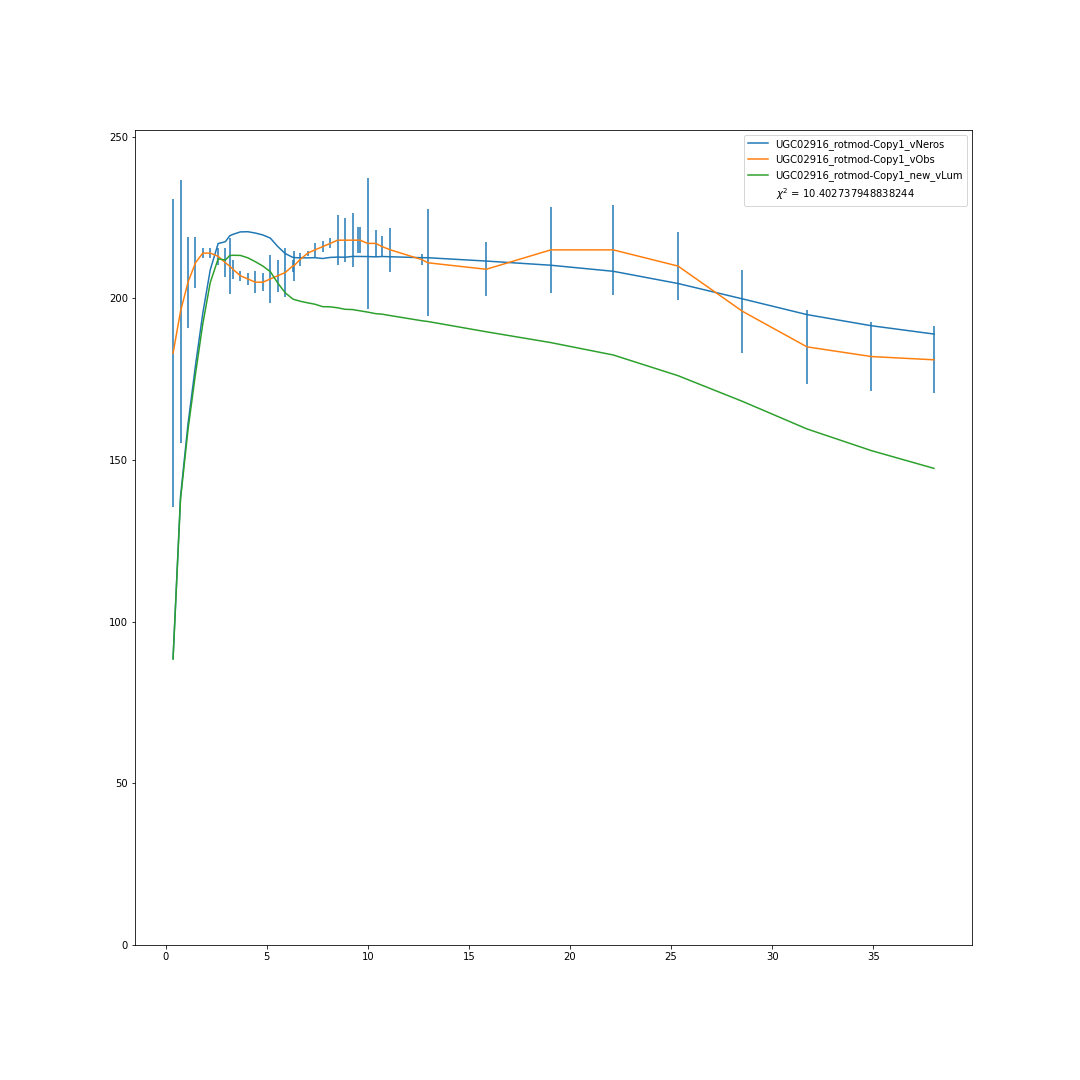 250
200
150
100
50
0
0 5 10 15 20 25 30 35
UGC02916_rotmod-Copy1_vNeros
UGC02916_rotmod-Copy1_vObs
UGC02916_rotmod-Copy1_new_vLum
χ² = 10.402737948838244